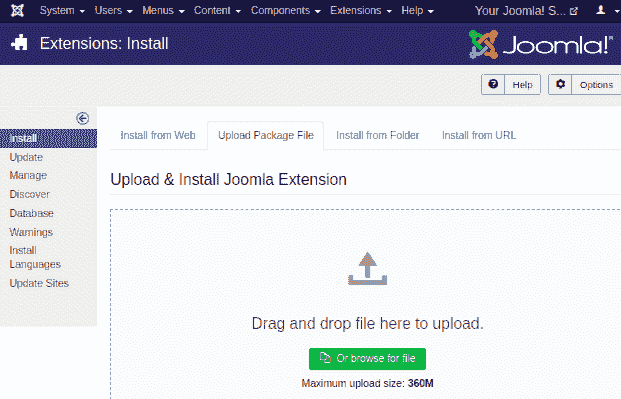 System Users Menus Content Components Extensions Help Your Joomla! S...
Extensions: Install Joomla!®
Help Options
Install from Web Upload Package File Install from Folder Install from URL
Install
Update
Manage
Discover
Database
Warnings
Install
Languages
Update Sites
Upload & Install Joomla Extension
Drag and drop file here to upload.
Or browse for file
Maximum upload size: 360M